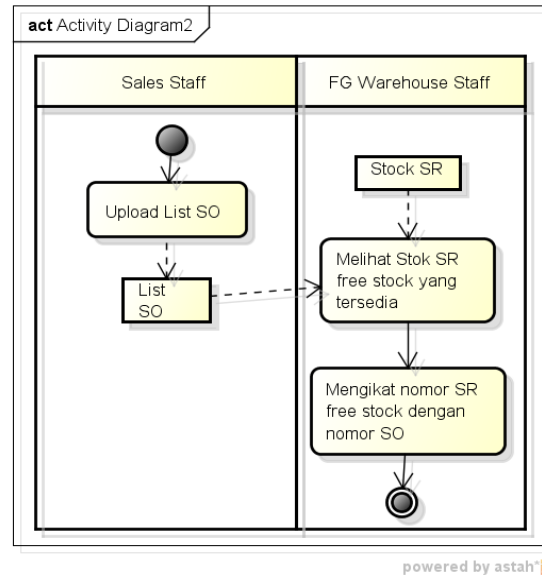 act Activity Diagram2
Sales Staff
FG Warehouse Staff
Upload List SO
List
SO
Stock SR
Melihat Stok SR
free stock yang
tersedia
Mengikat nomor SR
free stock dengan
nomor SO
powered by astah*